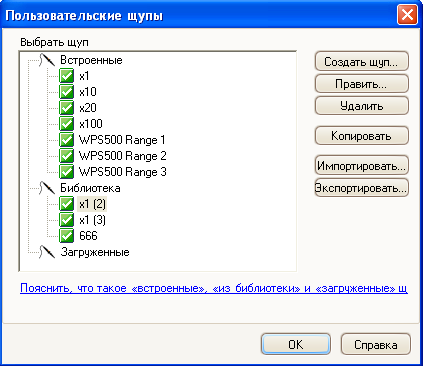 Пользовательские щупы
Выбрать щуп
Встроенные
x1
x10
x20
x100
WPS500 Range 1
WPS500 Range 2
WPS500 Range 3
Библиотека
x1 (2)
x1 (3)
666
Загруженные
Создать щуп...
Править...
Удалить
Копировать
Импортировать...
Экспортировать...
Пояснить, что такое «встроенные», «из библиотеки» и «загруженные» щ
OK
Справка